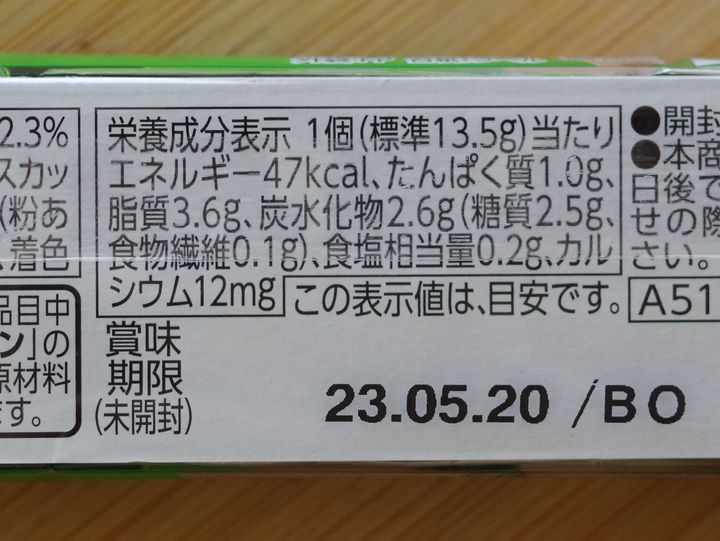 2.3%
スカッ
(粉あ
、着色
品目中
ン」の
原材料
ます。
栄養成分表示 1個(標準13.5g)当たり
エネルギー47kcal、たんぱく質1.0g、
脂質3.6g、炭水化物2.6g(糖質2.5g、
食物繊維0.1g)、食塩相当量0.2g、カル
シウム12mg この表示値は、目安です。
賞味
期限
(未開封)
23.05.20 /BO
●開封
●本商
日後で
せの際
さい。
A51